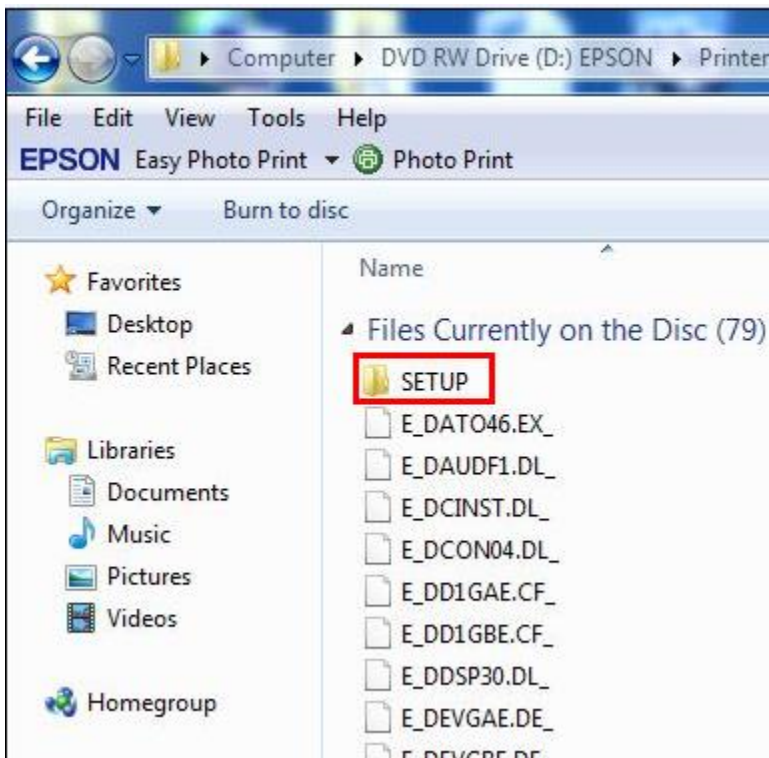 Computer ▸ DVD RW Drive (D:) EPSON ▸ Printer
File Edit View Tools Help
EPSON Easy Photo Print Photo Print
Organize Burn to disc
Favorites
Desktop
Recent Places
Libraries
Documents
Music
Pictures
Videos
Homegroup
Name
Files Currently on the Disc (79)
SETUP
E_DATO46.EX_
E_DAUDF1.DL_
E_DCINST.DL_
E_DCON04.DL_
E_DD1GAE.CF_
E_DD1GBE.CF_
E_DDSP30.DL_
E_DEVGAE.DE_